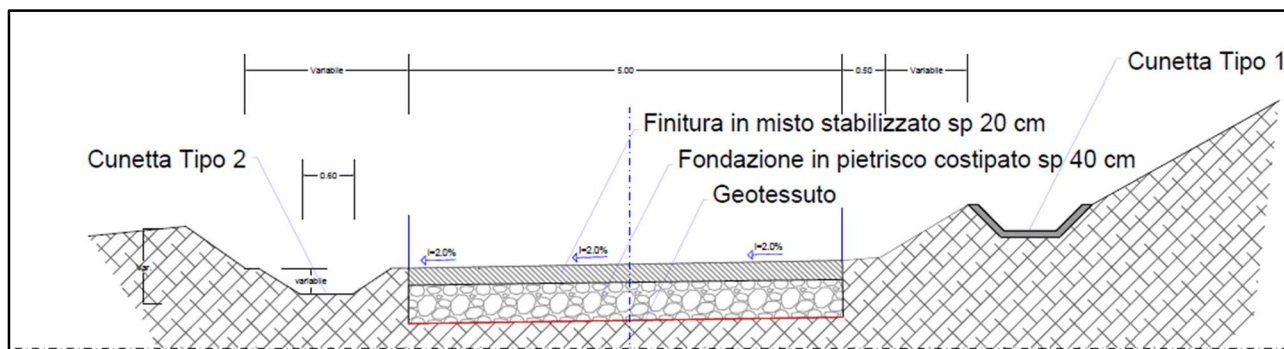 Variabile
5.00
0.50
Variabile
Cunetta Tipo 1
Finitura in misto stabilizzato sp 20 cm
Cunetta Tipo 2
Fondazione in pietrisco costipato sp 40 cm
0.60
Geotessuto
I=2.0%
I=2.0%
I=2.0%
Var.
variabile